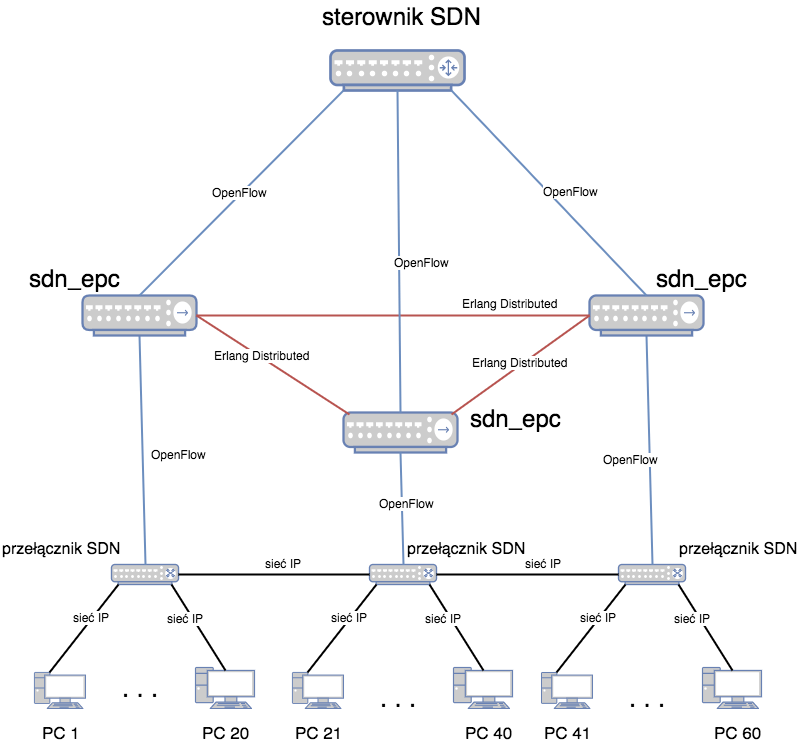 sterownik SDN
OpenFlow
OpenFlow
OpenFlow
sdn_epc
sdn_epc
Erlang Distributed
Erlang Distributed
Erlang Distributed
sdn_epc
OpenFlow
OpenFlow
OpenFlow
przełącznik SDN
przełącznik SDN
przełącznik SDN
sieć IP
sieć IP
sieć IP
sieć IP
sieć IP
sieć IP
sieć IP
sieć IP
. . .
. . .
. . .
PC 1
PC 20
PC 21
PC 40
PC 41
PC 60